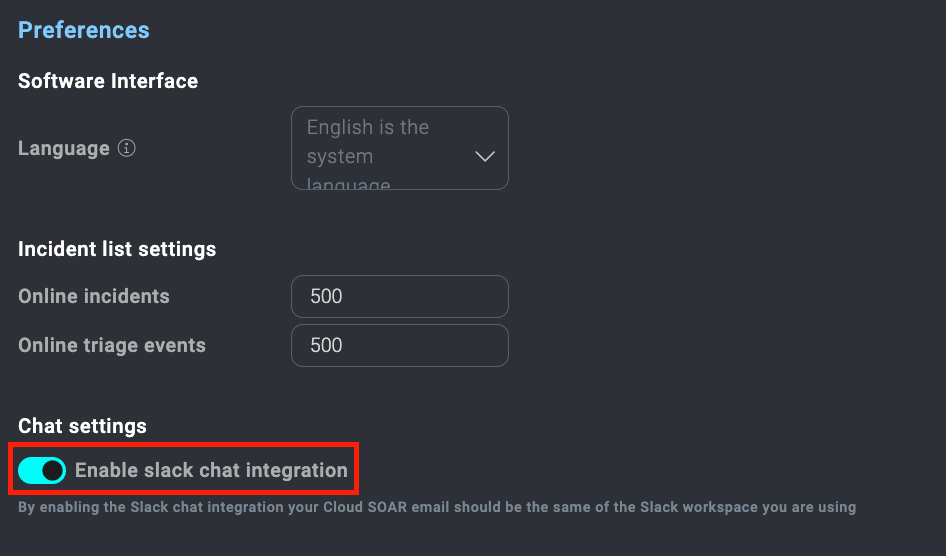 Preferences
Software Interface
Language
English is the
system
language
Incident list settings
Online incidents
500
Online triage events
500
Chat settings
Enable slack chat integration
By enabling the Slack chat integration your Cloud SOAR email should be the same of the Slack workspace you are using